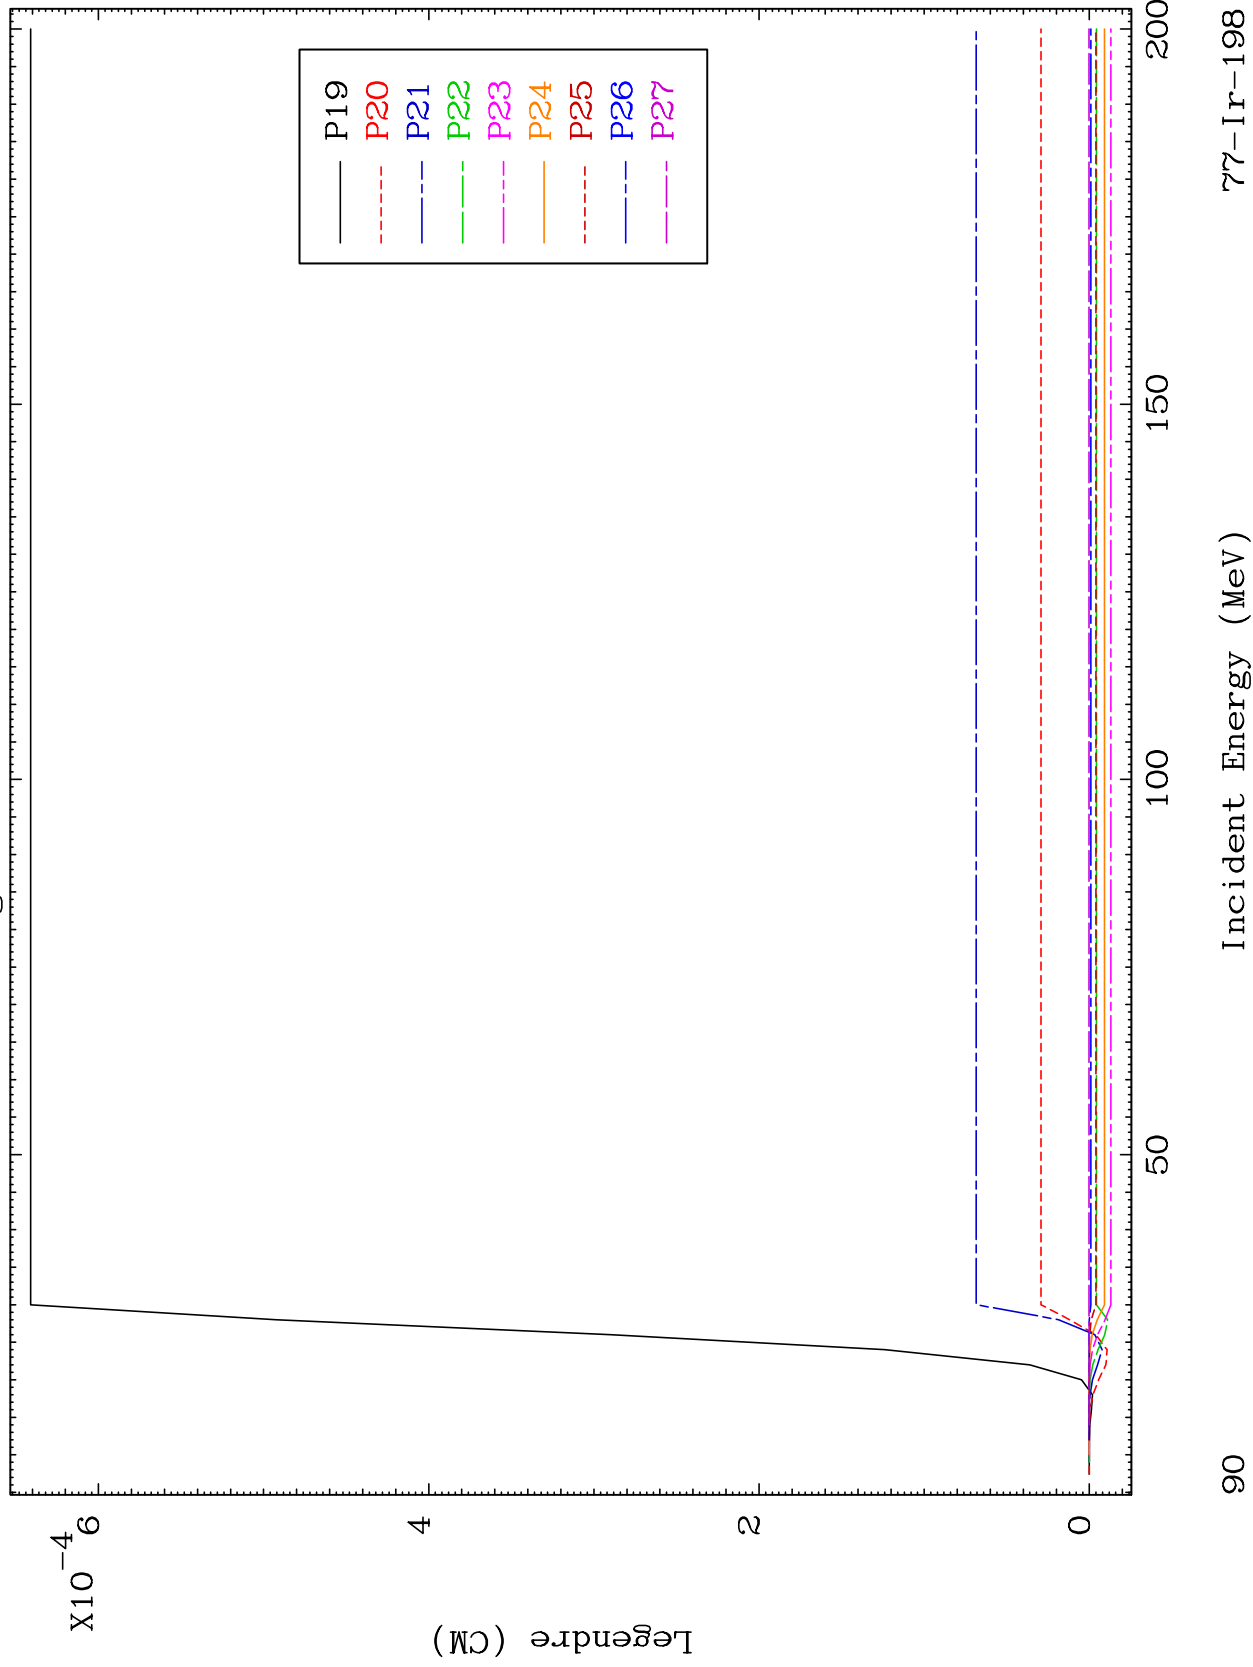 X10-4
6
4
2
0
Legendre (CM)
P19
P20
P21
P22
P23
P24
P25
P26
P27
50
100
150
200
Incident Energy (MeV)
90
77-Ir-198